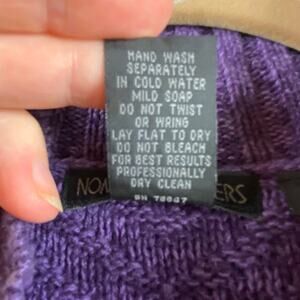 HAND WASH
SEPARATELY
IN COLD WATER
MILD SOAP
DO NOT TWIST
OR WRING
LAY FLAT TO DRY
DO NOT BLEACH
FOR BEST RESULTS
PROFESSIONALLY
DRY CLEAN